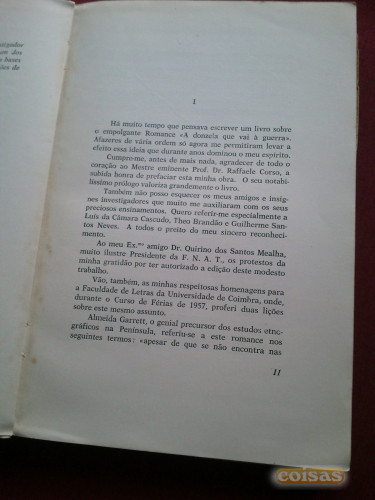 I
Há muito tempo que pensava escrever um livro sobre
o empolgante Romance «A donzela que vai à guerra».
Afazeres de vária ordem só agora me permitiram levar a
efeito essa ideia que durante anos dominou o meu espírito.
Cumpre-me, antes de mais nada, agradecer de todo o
coração ao Mestre eminente Prof. Dr. Raffaele Corso, a
subida honra de prefaciar esta minha obra. O seu notabi-
líssimo prólogo valoriza grandemente o livro.
Também não posso esquecer os meus amigos e insig-
nes investigadores que muito me auxiliaram com os seus
preciosos ensinamentos. Quero referir-me especialmente a
Luís da Câmara Cascudo, Theo Brandão e Guilherme San-
tos Neves. A todos o preito do meu sincero reconheci-
mento.
Ao meu Ex.mo amigo Dr. Quirino dos Santos Mealha,
muito ilustre Presidente da F. N. A. T., os protestos da
minha gratidão por ter autorizado a edição deste modesto
trabalho.
Vão, também, as minhas respeitosas homenagens para
a Faculdade de Letras da Universidade de Coimbra, onde,
durante o Curso de Férias de 1957, proferi duas lições
sobre este mesmo assunto.
Almeida Garrett, o genial precursor dos estudos etno-
gráficos na Península, referiu-se a este romance nos
seguintes termos: «apesar de que se não encontra nas
11
coisas